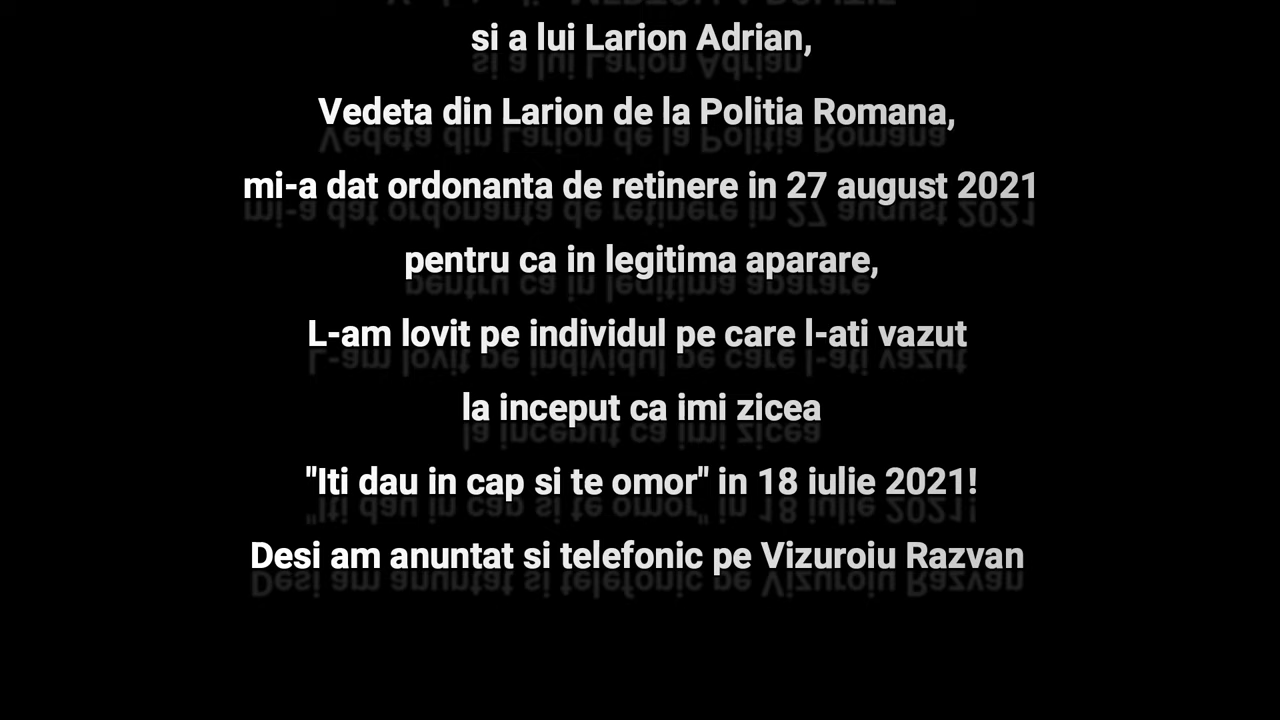 si a lui Larion Adrian,
Vedeta din Larion de la Politia Romana,
mi-a dat ordonanta de retinere in 27 august 2021
pentru ca in legitima aparare,
L-am lovit pe individul pe care l-ati vazut
la inceput ca imi zicea
"Iti dau in cap si te omor" in 18 iulie 2021!
Desi am anuntat si telefonic pe Vizuroiu Razvan